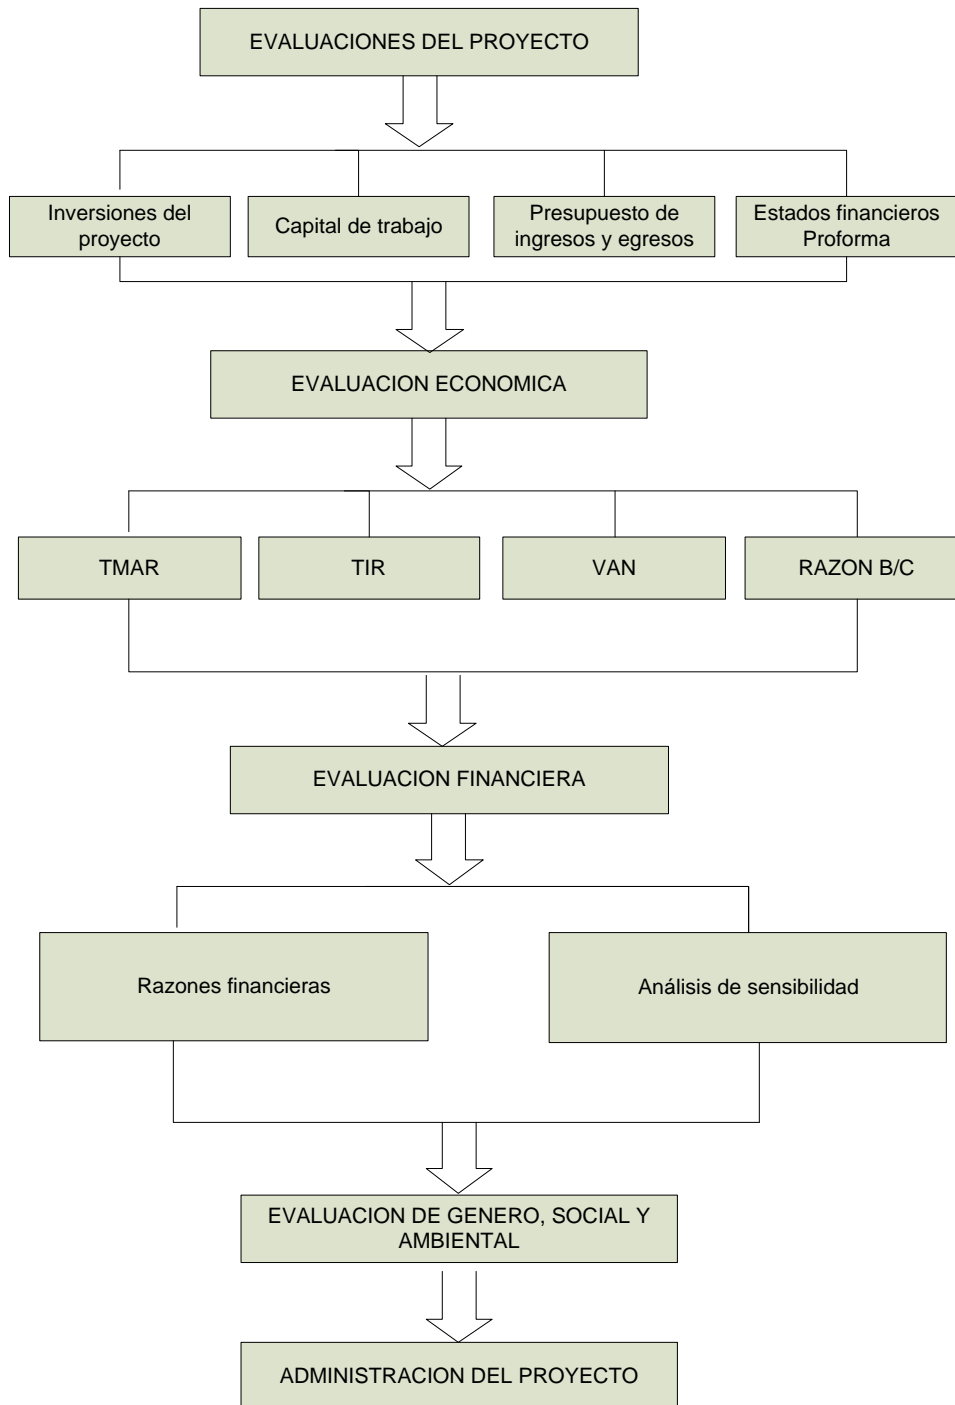 EVALUACIONES DEL PROYECTO
Inversiones del
proyecto
Capital de trabajo
Presupuesto de
ingresos y egresos
Estados financieros
Proforma
EVALUACION ECONOMICA
TMAR
TIR
VAN
RAZON B/C
EVALUACION FINANCIERA
Razones financieras
Análisis de sensibilidad
EVALUACION DE GENERO, SOCIAL Y
AMBIENTAL
ADMINISTRACION DEL PROYECTO